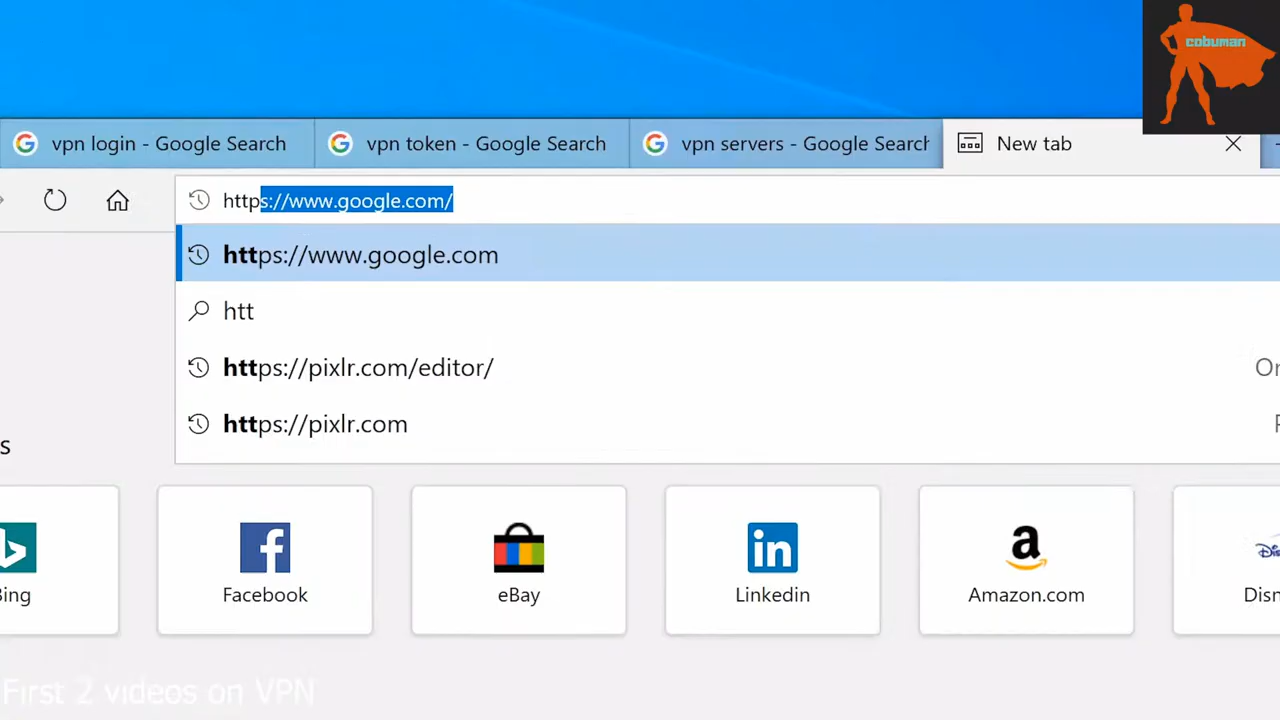 cobuman
vpn login - Google Search
vpn token - Google Search
vpn servers - Google Search
New tab
https://www.google.com/
https://www.google.com
htt
https://pixlr.com/editor/
https://pixlr.com
s
Bing
Facebook
eBay
Linkedin
Amazon.com
First 2 videos on VPN